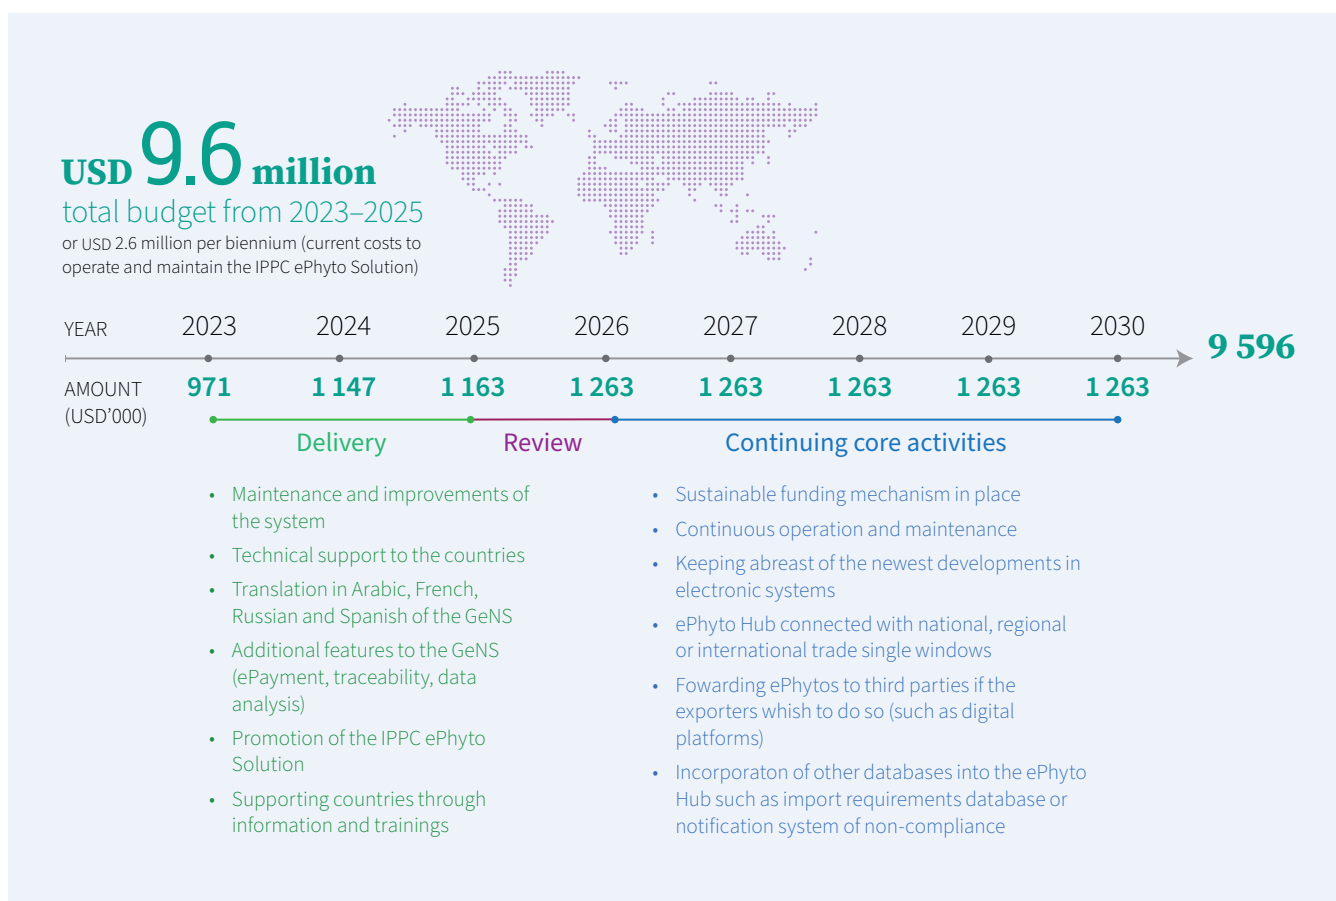 USD 9.6 million
total budget from 2023–2025
or USD 2.6 million per biennium (current costs to
operate and maintain the IPPC ePhyto Solution)
YEAR 2023 2024 2025 2026 2027 2028 2029 2030
9 596
AMOUNT 971 1 147 1 163 1 263 1 263 1 263 1 263 1 263
(USD'000)
Delivery Review Continuing core activities
• Maintenance and improvements of
the system
• Technical support to the countries
• Translation in Arabic, French,
Russian and Spanish of the GeNS
• Additional features to the GeNS
(ePayment, traceability, data
analysis)
• Promotion of the IPPC ePhyto
Solution
• Supporting countries through
information and trainings
• Sustainable funding mechanism in place
• Continuous operation and maintenance
• Keeping abreast of the newest developments in
electronic systems
• ePhyto Hub connected with national, regional
or international trade single windows
• Fowarding ePhytos to third parties if the
exporters whish to do so (such as digital
platforms)
• Incorporaton of other databases into the ePhyto
Hub such as import requirements database or
notification system of non-compliance